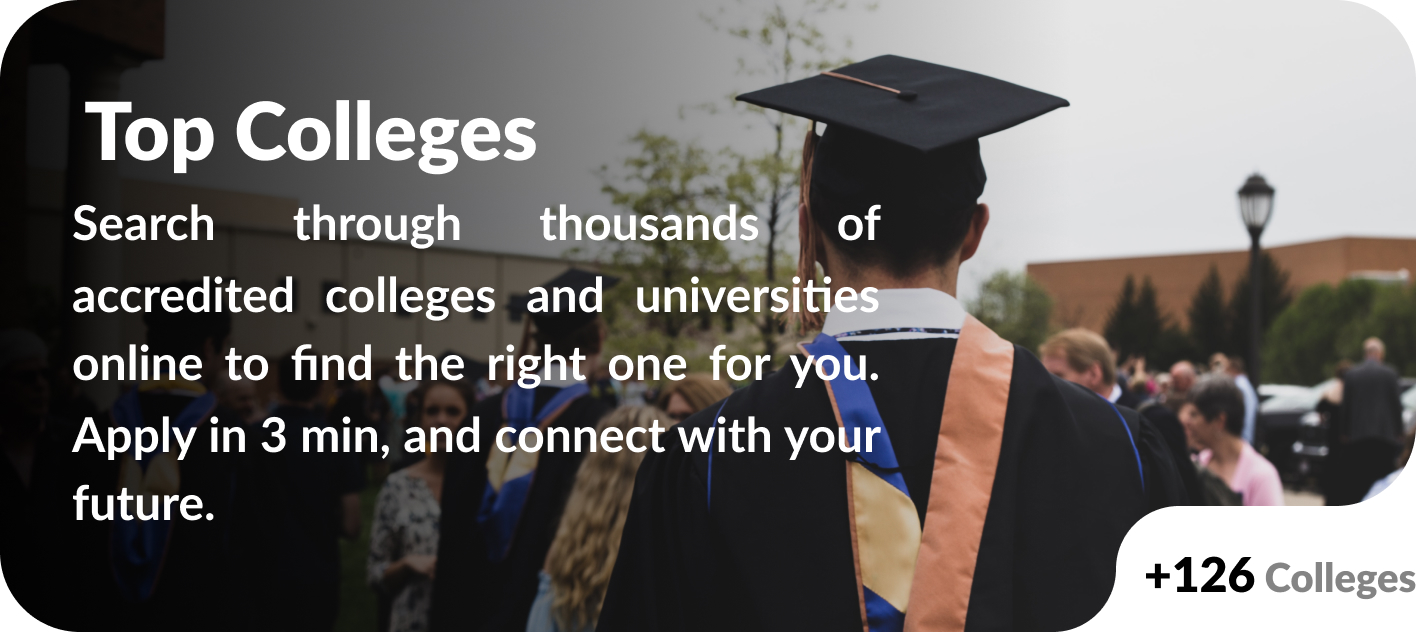 Top Colleges
Search through thousands of
accredited colleges and universities
online to find the right one for you.
Apply in 3 min, and connect with your
future.
+126 Colleges